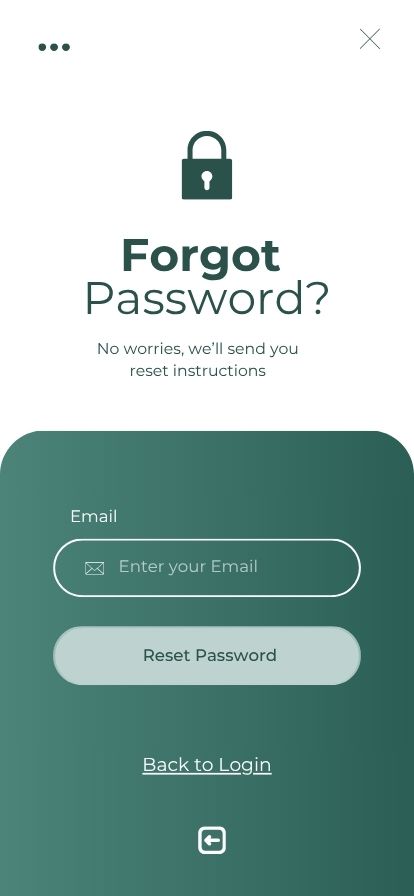 Forgot
Password?
No worries, we’ll send you
reset instructions
Email
Enter your Email
Reset Password
Back to Login